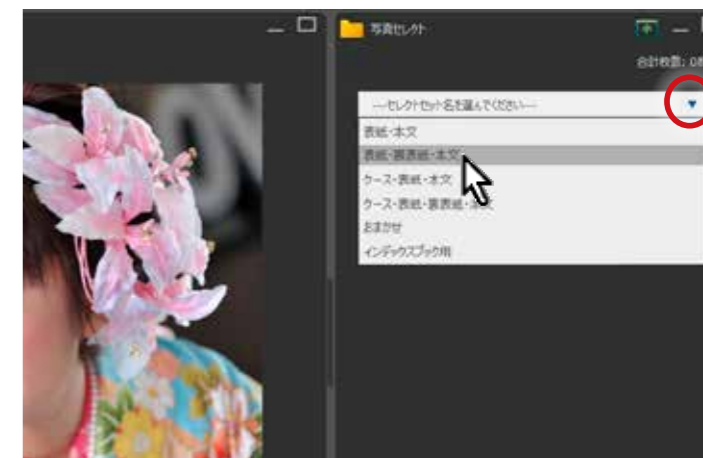 写真セレクト
合計枚数: 0
---セレクトセット名を選んでください---
表紙・本文
表紙・裏表紙・本文
ケース・表紙・本文
ケース・表紙・裏表紙・本文
おまかせ
インデックスブック用